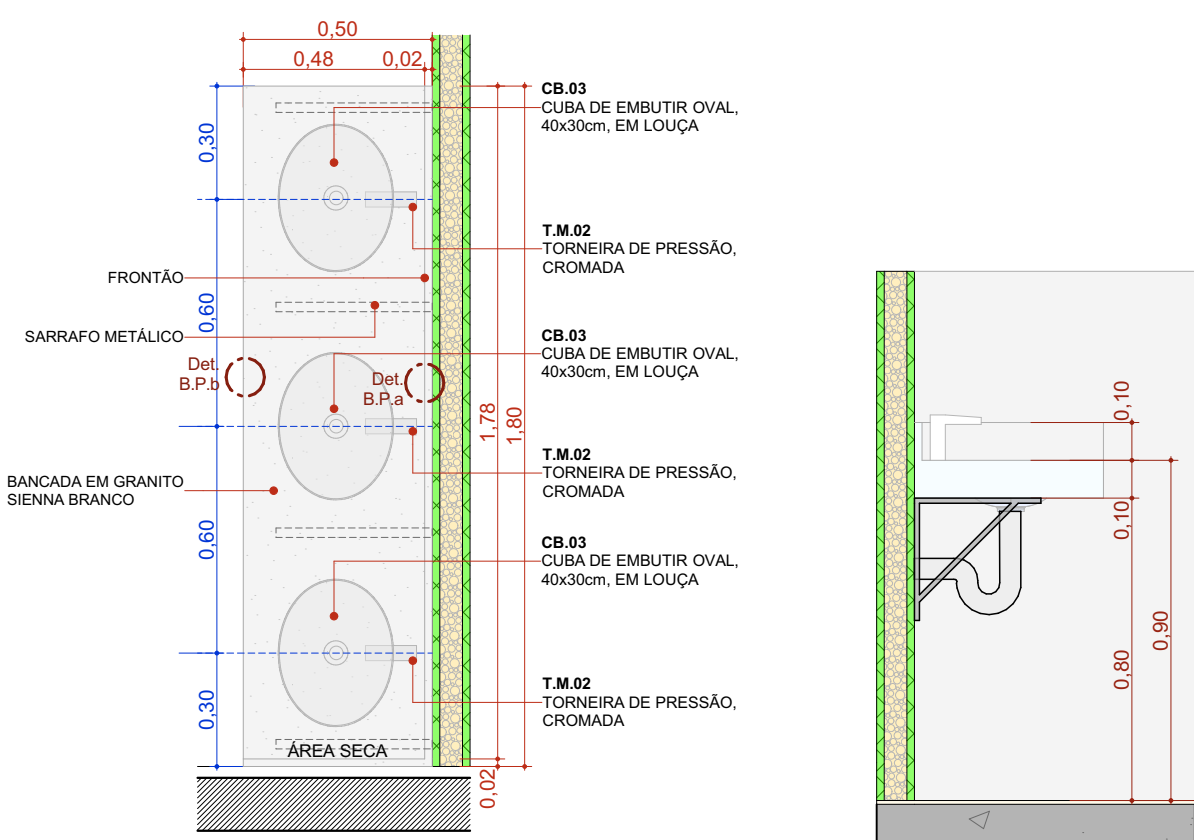 0,50
0,48
0,02
0,30
0,60
0,60
0,30
CB.03
CUBA DE EMBUTIR OVAL,
40x30cm, EM LOUÇA
T.M.02
TORNEIRA DE PRESSÃO,
CROMADA
FRONTÃO
SARRAFO METÁLICO
Det.
B.P.b
Det.
B.P.a
CB.03
CUBA DE EMBUTIR OVAL,
40x30cm, EM LOUÇA
1,78
1,80
T.M.02
TORNEIRA DE PRESSÃO,
CROMADA
BANCADA EM GRANITO
SIENNA BRANCO
CB.03
CUBA DE EMBUTIR OVAL,
40x30cm, EM LOUÇA
T.M.02
TORNEIRA DE PRESSÃO,
CROMADA
ÁREA SECA
0,02
0,10
0,10
0,90
0,80